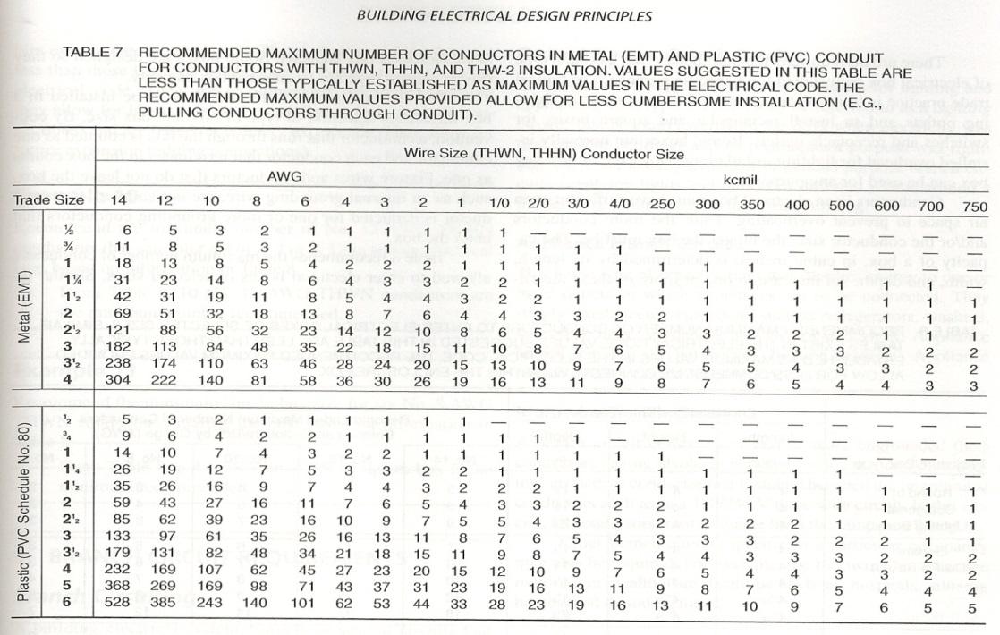 BUILDING ELECTRICAL DESIGN PRINCIPLES
TABLE 7 RECOMMENDED MAXIMUM NUMBER OF CONDUCTORS IN METAL (EMT) AND PLASTIC (PVC) CONDUIT
FOR CONDUCTORS WITH THWN, THHN, AND THW-2 INSULATION. VALUES SUGGESTED IN THIS TABLE ARE
LESS THAN THOSE TYPICALLY ESTABLISHED AS MAXIMUM VALUES IN THE ELECTRICAL CODE. THE
RECOMMENDED MAXIMUM VALUES PROVIDED ALLOW FOR LESS CUMBERSOME INSTALLATION (E.G.,
PULLING CONDUCTORS THROUGH CONDUIT).
Wire Size (THWN, THHN) Conductor Size
AWG kcmil
Trade Size 14 12 10 8 6 4 3 2 1 1/0 2/0 3/0 4/0 250 300 350 400 500 600 700 750
Metal (EMT)
½ 6 5 3 2 1 1 1 1 1 1 — — — — — — — — — — —
¾ 11 8 5 3 2 2 1 1 1 1 1 1 1 — — — — — — — —
1 18 13 8 5 4 2 2 2 1 1 1 1 1 1 1 1 — — — — —
1¼ 31 23 14 8 6 4 3 3 2 2 1 1 1 1 1 1 1 1 1
1½ 42 31 19 11 8 5 4 4 3 2 2 1 1 1 1 1 1 1 1 1 1
2 69 51 32 18 13 8 7 6 4 4 3 3 2 2 1 1 1 1 1 1 1
2½ 121 88 56 32 23 14 12 10 1 1 1
3 182 113 84 48 35 22
3½ 238 174 110 63 46 28 24 20 15 13 10 9 7 6 5 5 4 3 3 2 2
4 304 222 140 81 58 36 30 26 19 16 13 11 9 8 7 6 5 4 4 3 3
Plastic (PVC Schedule No. 80)
½ 4 3 2 1 1 1 1 1 1 — — — — — — — — — — — —
¾ 9 6 4 2 2 1 1 1 1 1 1 1 — — — — — — — — —
1 14 10 7 4 3 2 2 1 1 1 1 1 1 1 — — — — — — —
1¼ 26 19 12 7 5 3 3 2 2 1 1 1 1 1 1 1 1 — — — —
1½ 35 26 16 9 7 4 4 3 2 2 2 1 1 1 1 1 1 1 1 1 1
2 59 43 27 16 11 7 6 5 4 3 3 2 2 2 1 1 1 1 1 1 1
2½ 85 62 39 23 16 10 9 7 5 5 4 3 3 2 2 2 1 1 1 1
3 133 97 61 35 26 16 13 11 8 7 6 5 4 3 3 3 2 2 2 1 1
3½ 179 131 82 48 34 21 18 15 11 9 8 7 5 4 4 3 3 3 2 2 2
4 232 169 107 62 45 27 23 20 15 12 10 9 7 6 5 5 4 4 3
5 368 269 169 98 71 43 37 31 23 19 16 13 11 9 8 7 6 5 4 4 4
6 528 385 243 140 101 62 53 44 33 28 23 19 16 13 11 10 9 7 6 5 5